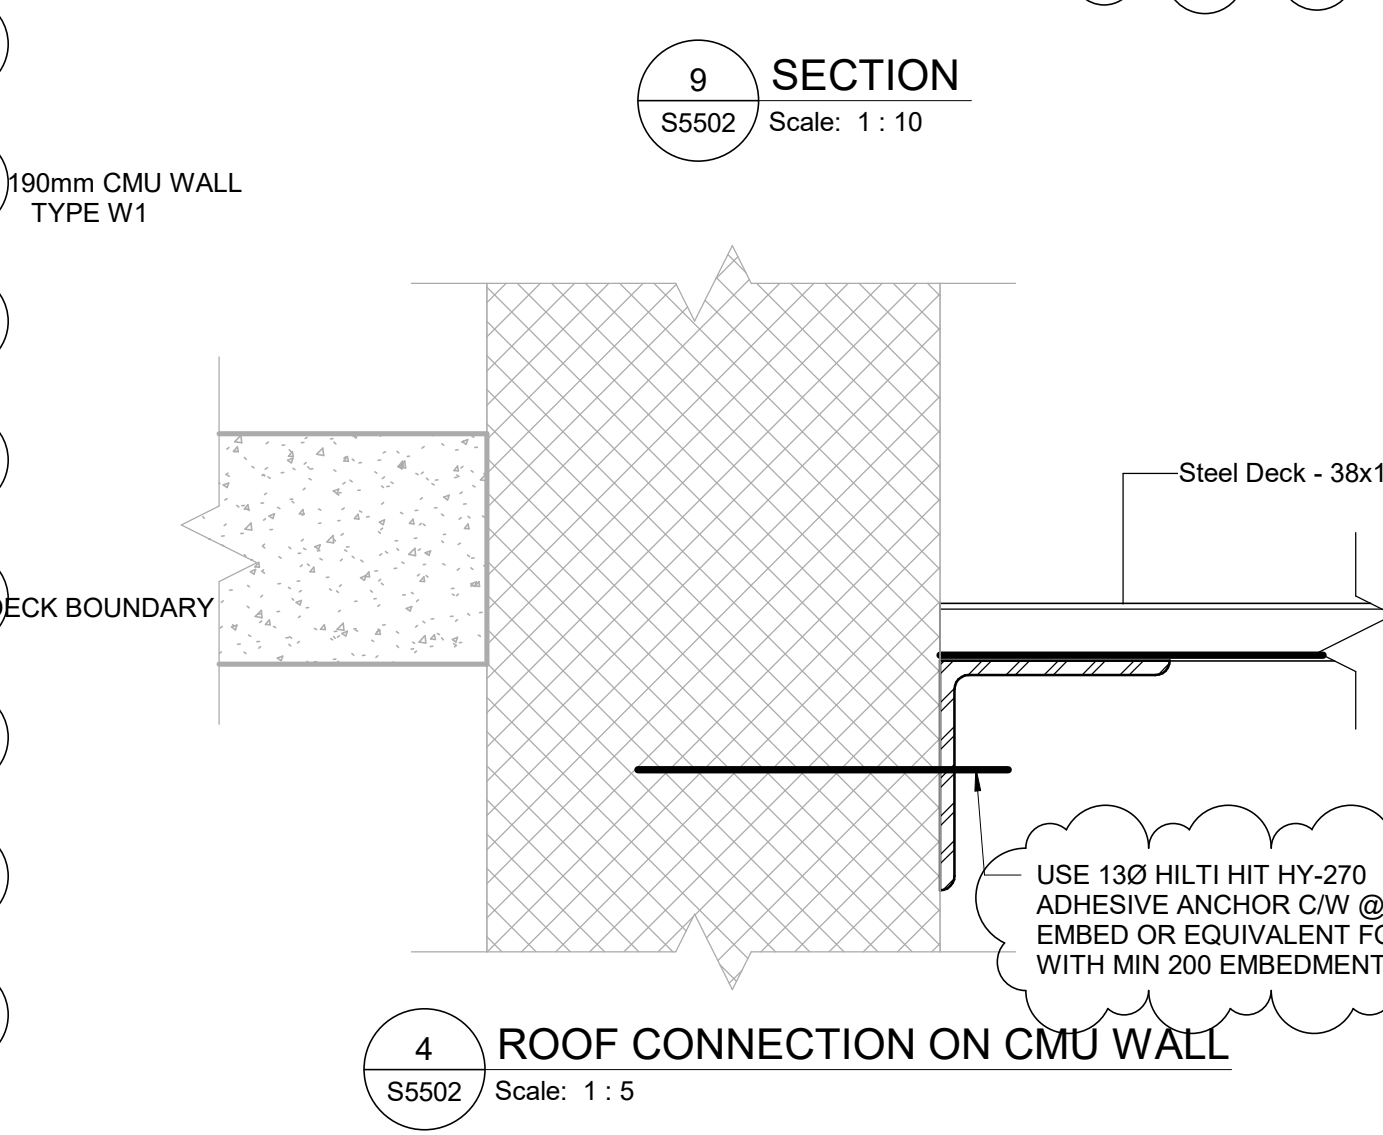 9
SECTION
S5502
Scale: 1 : 10
190mm CMU WALL
TYPE W1
Steel Deck - 38x1
DECK BOUNDARY
USE 13Ø HILTI HIT HY-270
ADHESIVE ANCHOR C/W @
EMBED OR EQUIVALENT FO
WITH MIN 200 EMBEDMENT
4
ROOF CONNECTION ON CMU WALL
S5502
Scale: 1 : 5